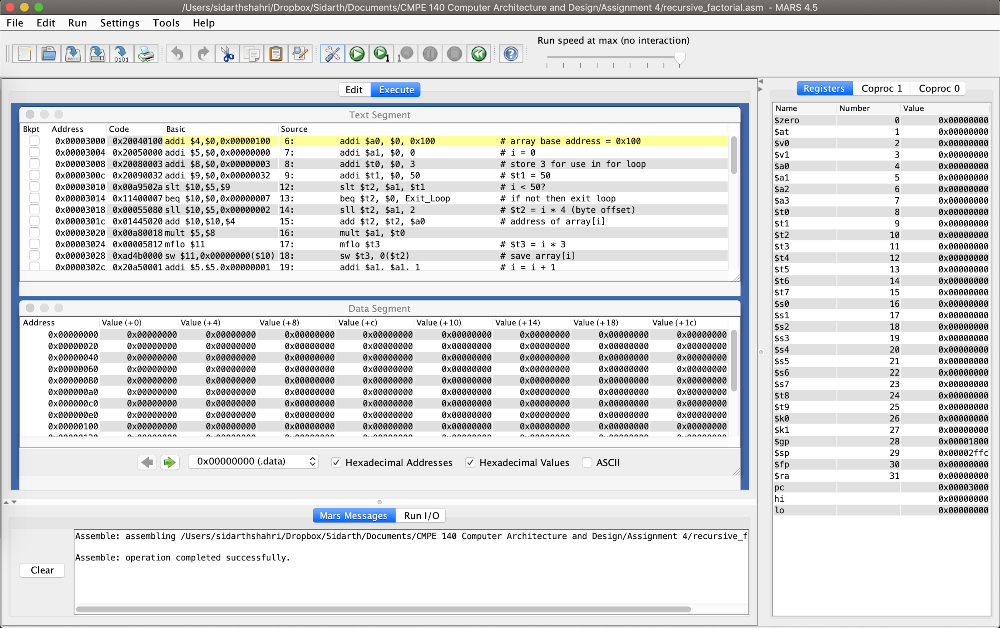 /Users/sidarthshahri/Dropbox/Sidarth/Documents/CMPE 140 Computer Architecture and Design/Assignment 4/recursive_factorial.asm - MARS 4.5
File Edit Run Settings Tools Help
Run speed at max (no interaction)
0101 1 1 ?
Edit Execute
Text Segment
Bkpt Address Code Basic Source
0x00003000 0x20040100 addi $4,$0,0x00000100 6: addi $a0, $0, 0x100 # array base address = 0x100
0x00003004 0x20050000 addi $5,$0,0x00000000 7: addi $a1, $0, 0 # i = 0
0x00003008 0x20080003 addi $8,$0,0x00000003 8: addi $t0, $0, 3 # store 3 for use in for loop
0x0000300c 0x20090032 addi $9,$0,0x00000032 9: addi $t1, $0, 50 # $t1 = 50
0x00003010 0x00a9502a slt $10,$5,$9 12: slt $t2, $a1, $t1 # i < 50?
0x00003014 0x11400007 beq $10,$0,0x00000007 13: beq $t2, $0, Exit_Loop # if not then exit loop
0x00003018 0x00055080 sll $10,$5,0x00000002 14: sll $t2, $a1, 2 # $t2 = i * 4 (byte offset)
0x0000301c 0x01445020 add $10,$10,$4 15: add $t2, $t2, $a0 # address of array[i]
0x00003020 0x00a80018 mult $5,$8 16: mult $a1, $t0
0x00003024 0x00005812 mflo $11 17: mflo $t3 # $t3 = i * 3
0x00003028 0xad4b0000 sw $11,0x00000000($10) 18: sw $t3, 0($t2) # save array[i]
0x0000302c 0x20a50001 addi $5,$5,0x00000001 19: addi $a1, $a1, 1 # i = i + 1
Data Segment
Address Value (+0) Value (+4) Value (+8) Value (+c) Value (+10) Value (+14) Value (+18) Value (+1c)
0x00000000 0x00000000 0x00000000 0x00000000 0x00000000 0x00000000 0x00000000 0x00000000 0x00000000
0x00000020 0x00000000 0x00000000 0x00000000 0x00000000 0x00000000 0x00000000 0x00000000 0x00000000
0x00000040 0x00000000 0x00000000 0x00000000 0x00000000 0x00000000 0x00000000 0x00000000 0x00000000
0x00000060 0x00000000 0x00000000 0x00000000 0x00000000 0x00000000 0x00000000 0x00000000 0x00000000
0x00000080 0x00000000 0x00000000 0x00000000 0x00000000 0x00000000 0x00000000 0x00000000 0x00000000
0x000000a0 0x00000000 0x00000000 0x00000000 0x00000000 0x00000000 0x00000000 0x00000000 0x00000000
0x000000c0 0x00000000 0x00000000 0x00000000 0x00000000 0x00000000 0x00000000 0x00000000 0x00000000
0x000000e0 0x00000000 0x00000000 0x00000000 0x00000000 0x00000000 0x00000000 0x00000000 0x00000000
0x00000100 0x00000000 0x00000000 0x00000000 0x00000000 0x00000000 0x00000000 0x00000000 0x00000000
0x00000000 (.data) Hexadecimal Addresses Hexadecimal Values ASCII
Mars Messages Run I/O
Assemble: assembling /Users/sidarthshahri/Dropbox/Sidarth/Documents/CMPE 140 Computer Architecture and Design/Assignment 4/recursive_f
Assemble: operation completed successfully.
Clear
Registers Coproc 1 Coproc 0
Name Number Value
$zero 0 0x00000000
$at 1 0x00000000
$v0 2 0x00000000
$v1 3 0x00000000
$a0 4 0x00000000
$a1 5 0x00000000
$a2 6 0x00000000
$a3 7 0x00000000
$t0 8 0x00000000
$t1 9 0x00000000
$t2 10 0x00000000
$t3 11 0x00000000
$t4 12 0x00000000
$t5 13 0x00000000
$t6 14 0x00000000
$t7 15 0x00000000
$s0 16 0x00000000
$s1 17 0x00000000
$s2 18 0x00000000
$s3 19 0x00000000
$s4 20 0x00000000
$s5 21 0x00000000
$s6 22 0x00000000
$s7 23 0x00000000
$t8 24 0x00000000
$t9 25 0x00000000
$k0 26 0x00000000
$k1 27 0x00000000
$gp 28 0x00001800
$sp 29 0x00002ffc
$fp 30 0x00000000
$ra 31 0x00000000
pc 0x00003000
hi 0x00000000
lo 0x00000000